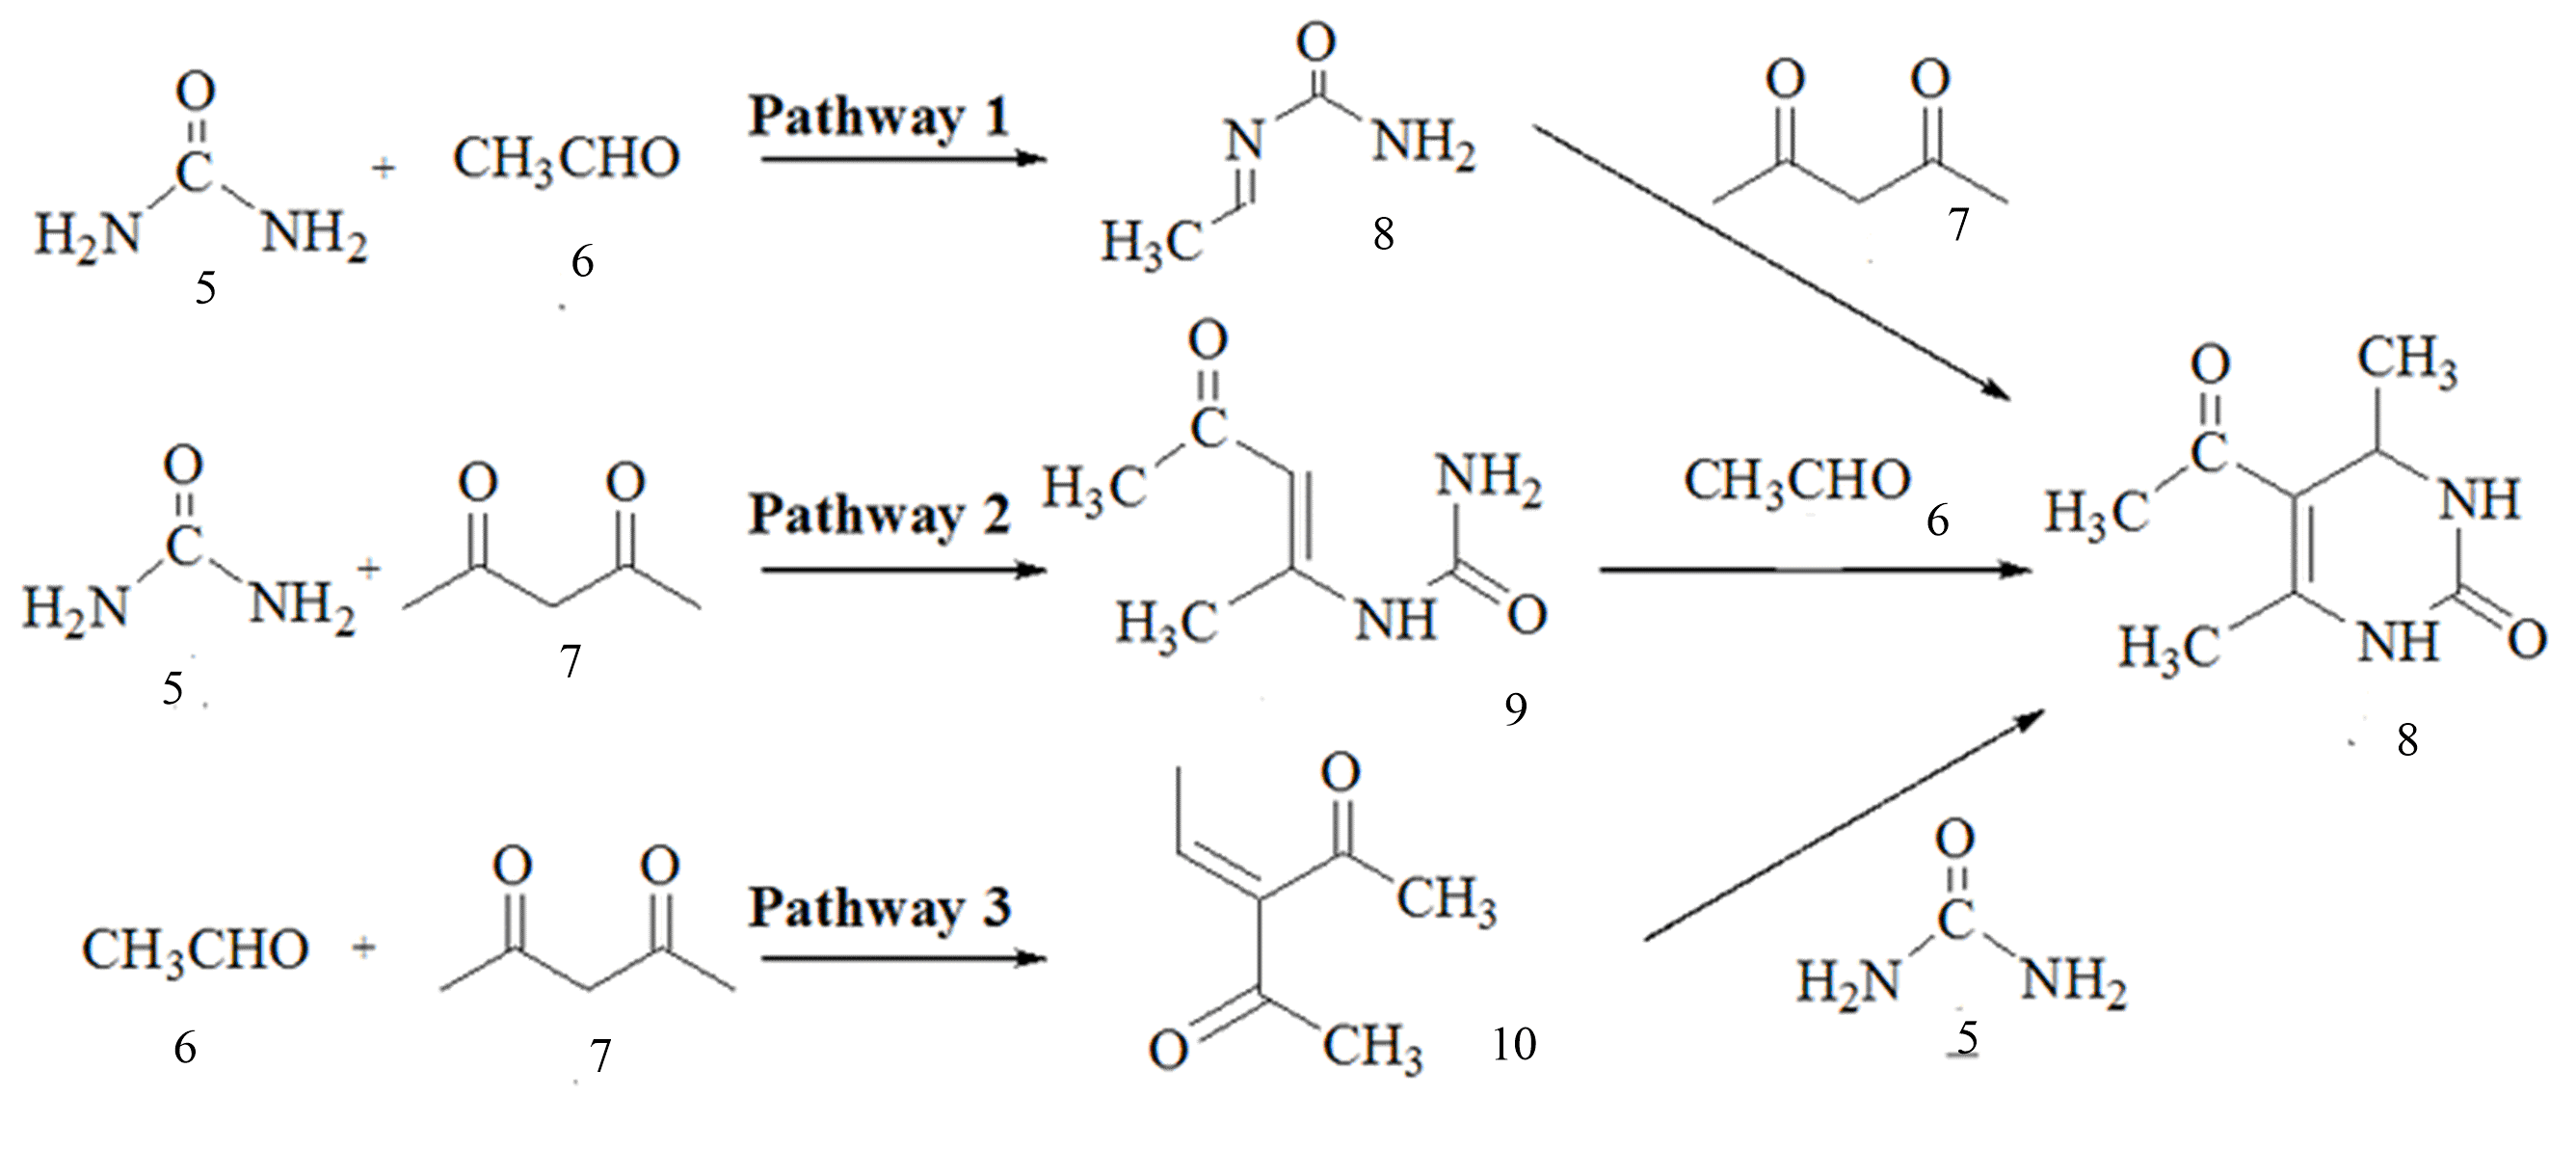 O
C
H2N NH2
5
+
CH3CHO
6
Pathway 1
O
N NH2
H3C
8
O O
7
O
C
H2N NH2
5
+
O O
7
Pathway 2
O
C
H3C
NH2
H3C NH O
9
CH3CHO 6
O CH3
C
H3C NH
H3C NH O
8
CH3CHO
6
+
O O
7
Pathway 3
O
CH3
O CH3
10
O
C
H2N NH2
5